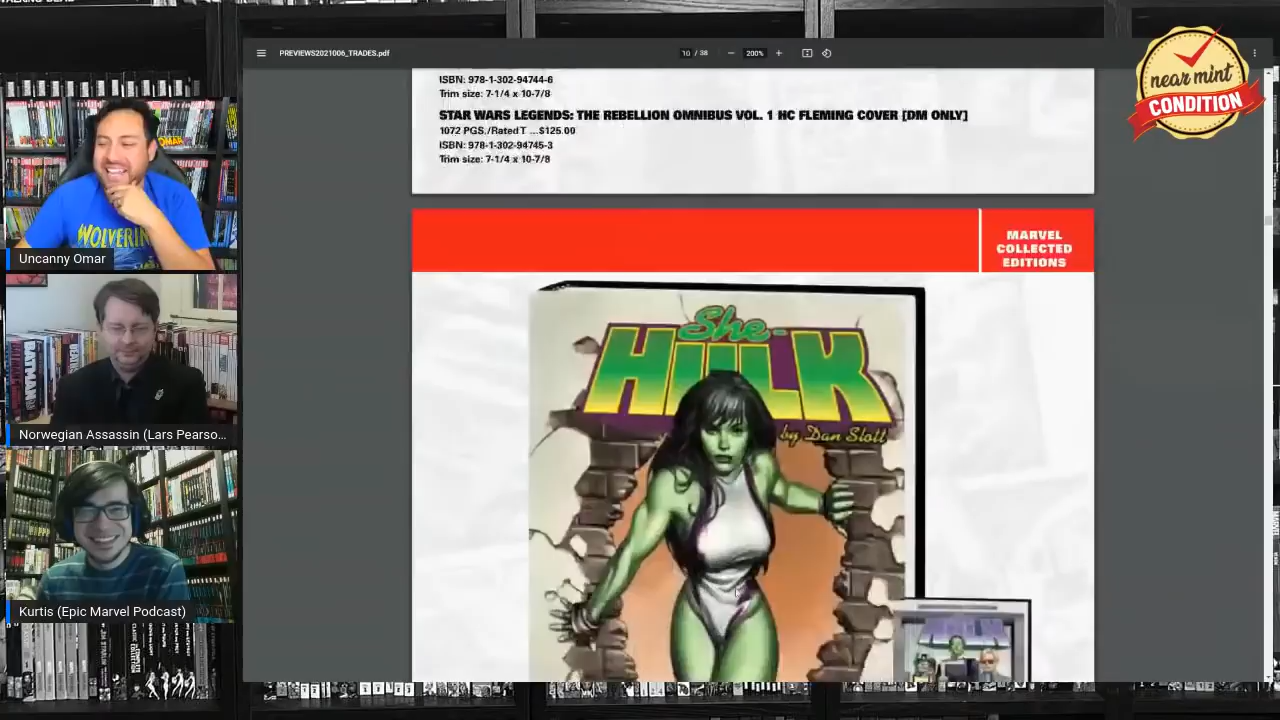 PREVIEWS2021006_TRADES.pdf
10 / 38
200%
ISBN: 978-1-302-94744-6
Trim size: 7-1/4 x 10-7/8
STAR WARS LEGENDS: THE REBELLION OMNIBUS VOL. 1 HC FLEMING COVER [DM ONLY]
1072 PGS./Rated T ...$125.00
ISBN: 978-1-302-94745-3
Trim size: 7-1/4 x 10-7/8
MARVEL
COLLECTED
EDITIONS
She-
HULK
by Dan Slott
near mint
CONDITION
OMAR
WOLVERINE
Uncanny Omar
BATMAN
Norwegian Assassin (Lars Pearso...
Kurtis (Epic Marvel Podcast)